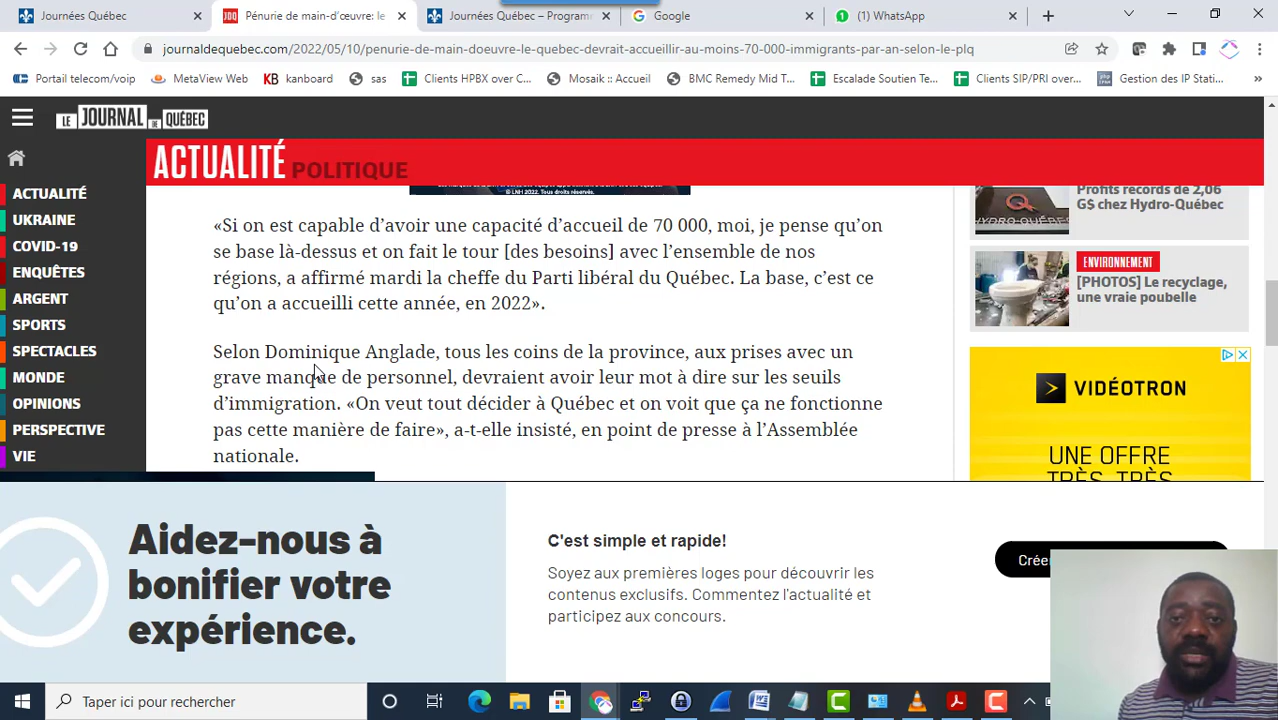 Journées Québec
JDQ Pénurie de main-d'œuvre: le
Journées Québec – Program
Google
(1) WhatsApp
journaldequebec.com/2022/05/10/penurie-de-main-doeuvre-le-quebec-devrait-accueillir-au-moins-70-000-immigrants-par-an-selon-le-plq
Portail telecom/voip
MetaView Web
KB kanboard
sas
Clients HPBX over C...
Mosaik :: Accueil
BMC Remedy Mid T...
Escalade Soutien Te...
Clients SIP/PRI over...
Gestion des IP Stati...
LE JOURNAL DE QUÉBEC
ACTUALITÉ POLITIQUE
ACTUALITÉ
UKRAINE
COVID-19
ENQUÊTES
ARGENT
SPORTS
SPECTACLES
MONDE
OPINIONS
PERSPECTIVE
VIE
© LNH 2022. Tous droits réservés.
«Si on est capable d'avoir une capacité d'accueil de 70 000, moi, je pense qu'on
se base là-dessus et on fait le tour [des besoins] avec l'ensemble de nos
régions, a affirmé mardi la cheffe du Parti libéral du Québec. La base, c'est ce
qu'on a accueilli cette année, en 2022».
Selon Dominique Anglade, tous les coins de la province, aux prises avec un
grave manque de personnel, devraient avoir leur mot à dire sur les seuils
d'immigration. «On veut tout décider à Québec et on voit que ça ne fonctionne
pas cette manière de faire», a-t-elle insisté, en point de presse à l'Assemblée
nationale.
Profits records de 2,06
G$ chez Hydro-Québec
HYDRO-QUÉBEC
ENVIRONNEMENT
[PHOTOS] Le recyclage,
une vraie poubelle
VIDÉOTRON
UNE OFFRE
TRÈS, TRÈS
Aidez-nous à
bonifier votre
expérience.
C'est simple et rapide!
Soyez aux premières loges pour découvrir les
contenus exclusifs. Commentez l'actualité et
participez aux concours.
Crée
Taper ici pour rechercher